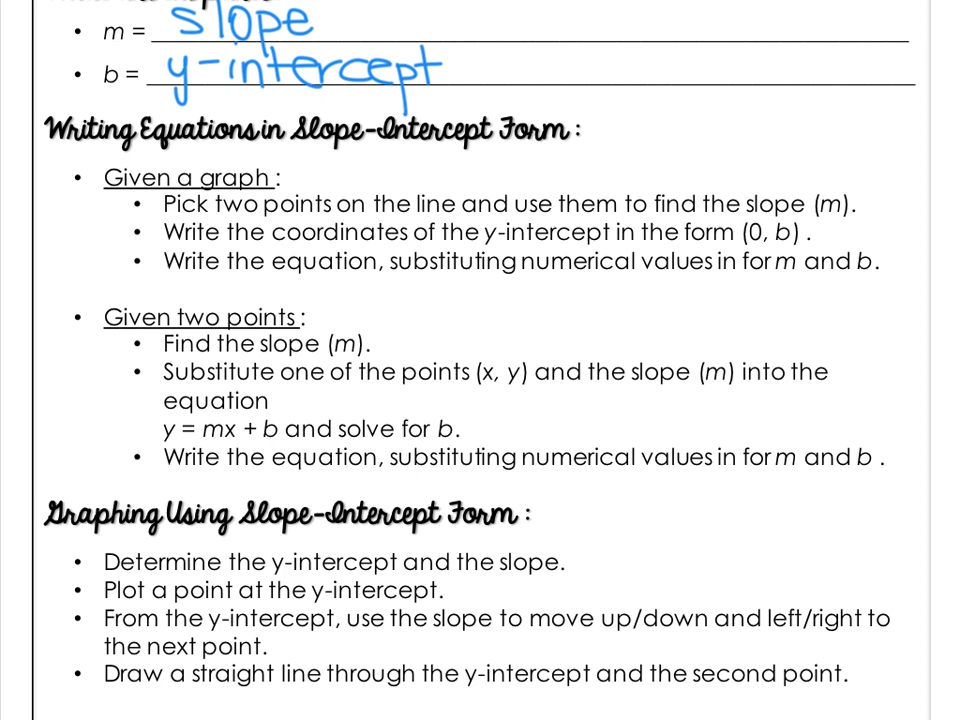 • m = slope
• b = y-intercept
Writing Equations in Slope-Intercept Form:
• Given a graph:
• Pick two points on the line and use them to find the slope (m).
• Write the coordinates of the y-intercept in the form (0, b) .
• Write the equation, substituting numerical values in for m and b.
• Given two points:
• Find the slope (m).
• Substitute one of the points (x, y) and the slope (m) into the
equation
y = mx + b and solve for b.
• Write the equation, substituting numerical values in for m and b .
Graphing Using Slope-Intercept Form:
• Determine the y-intercept and the slope.
• Plot a point at the y-intercept.
• From the y-intercept, use the slope to move up/down and left/right to
the next point.
• Draw a straight line through the y-intercept and the second point.